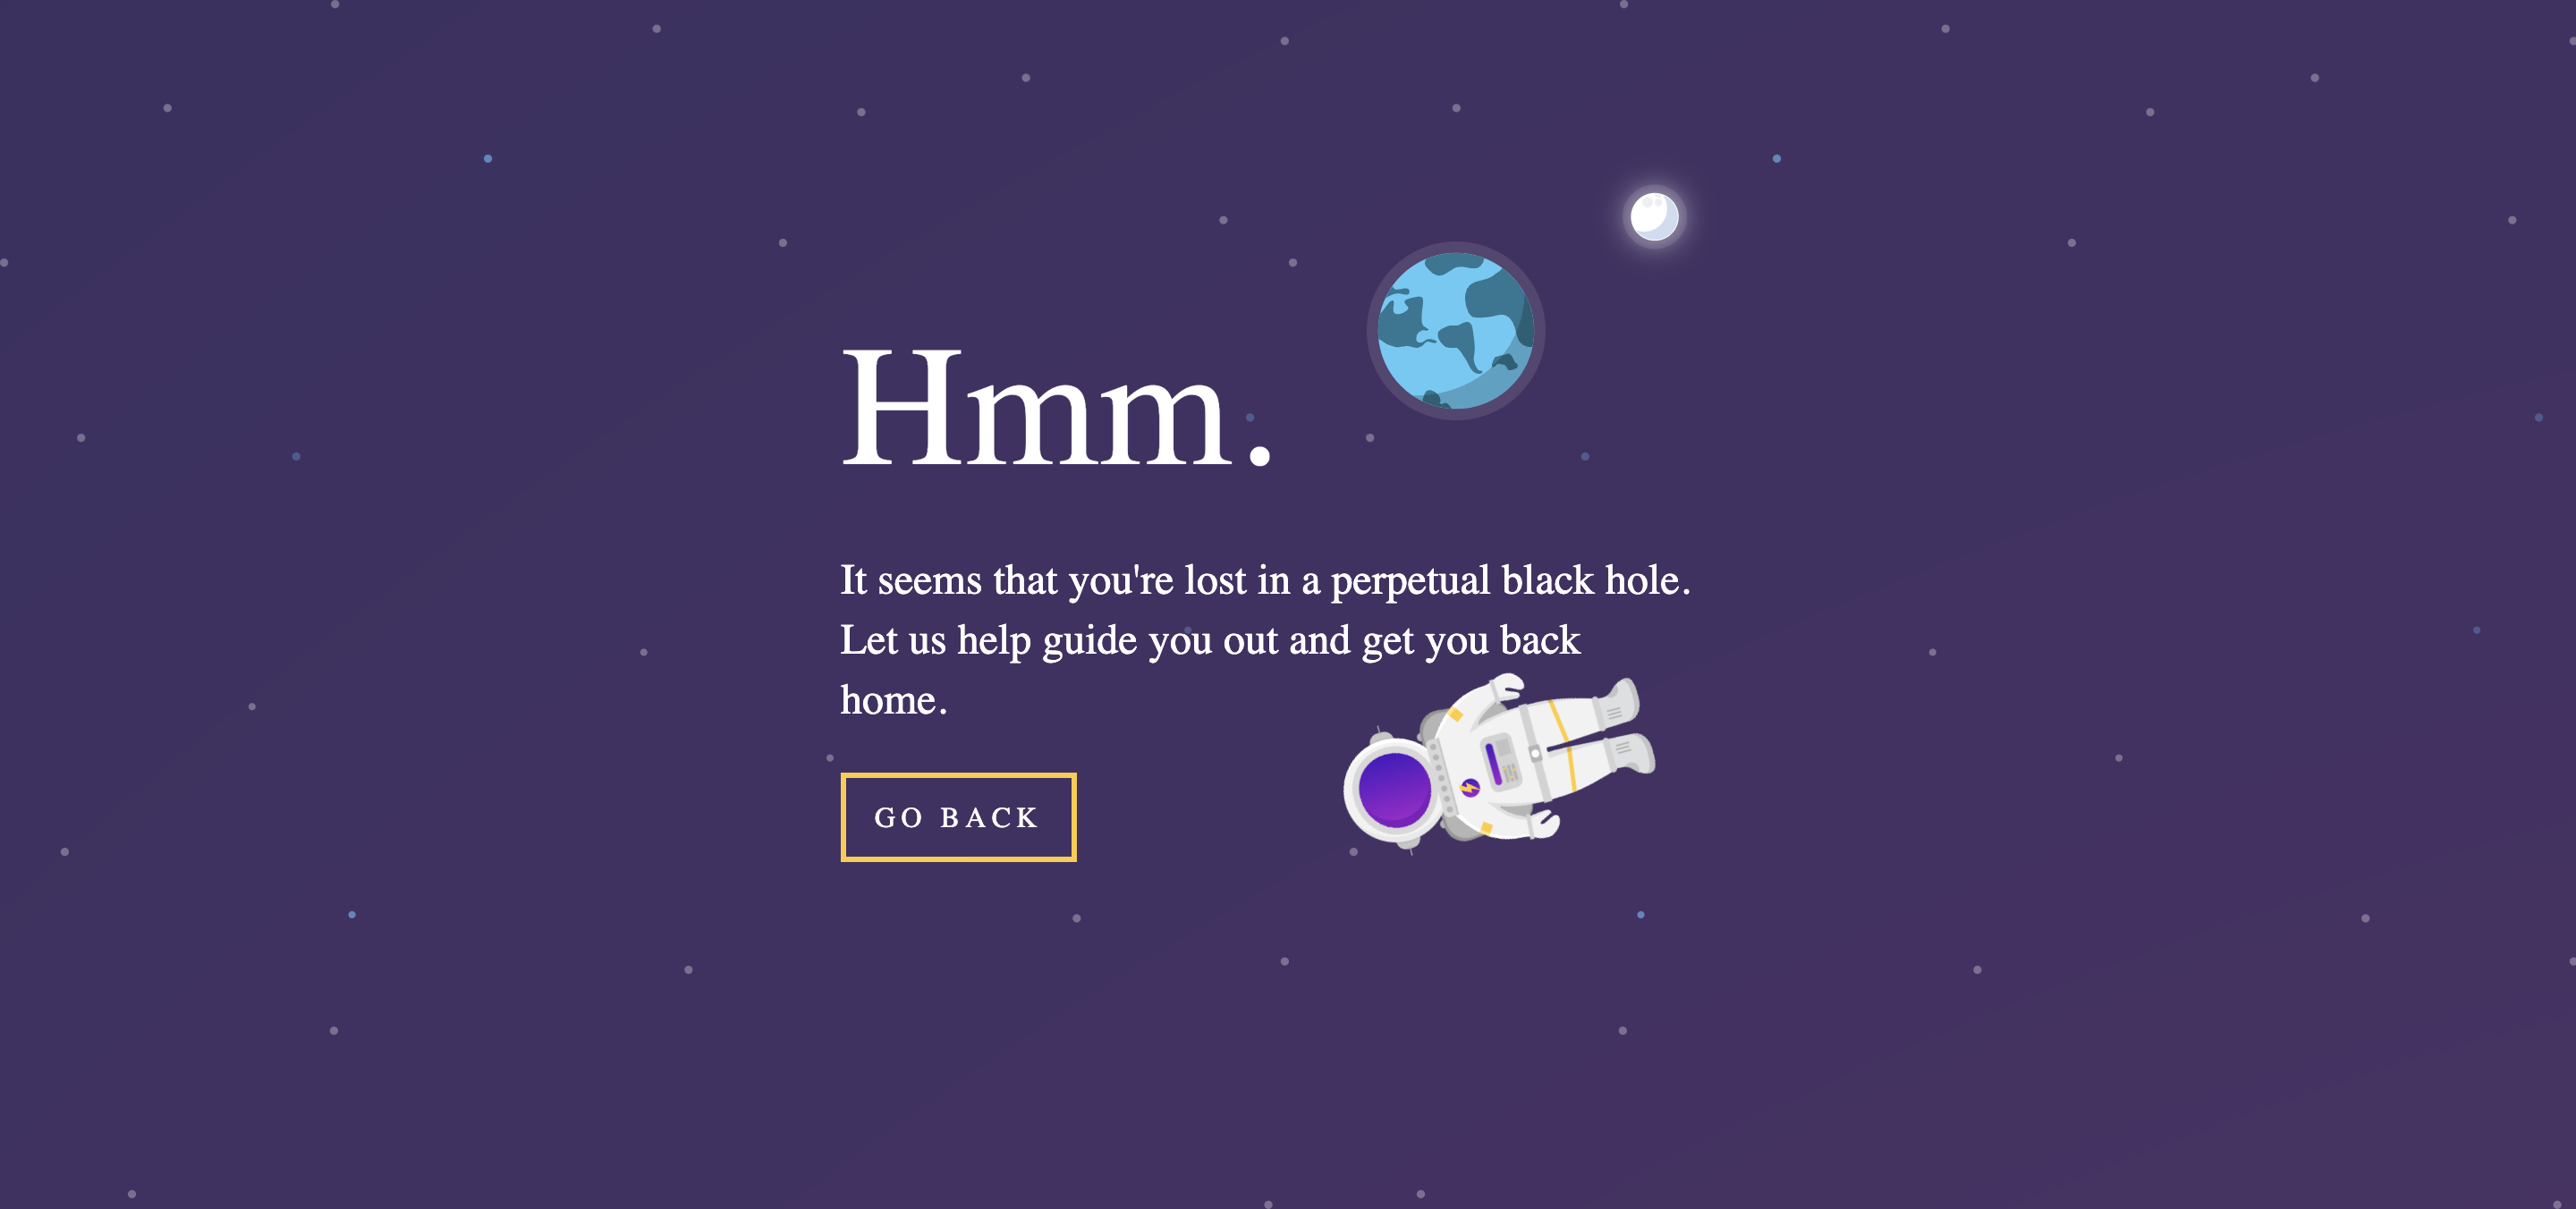 Hmm.
It seems that you're lost in a perpetual black hole.
Let us help guide you out and get you back
home.
GO BACK